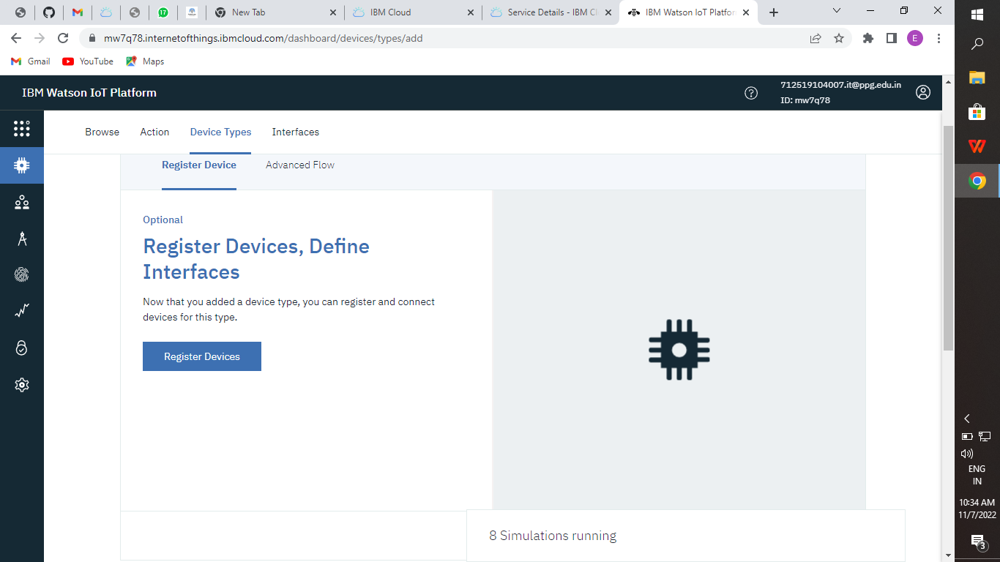 17
New Tab
IBM Cloud
Service Details - IBM Cl
IBM Watson IoT Platfor
mw7q78.internetofthings.ibmcloud.com/dashboard/devices/types/add
E
Gmail
YouTube
Maps
IBM Watson IoT Platform
712519104007.it@ppg.edu.in
ID: mw7q78
Browse
Action
Device Types
Interfaces
Register Device
Advanced Flow
Optional
Register Devices, Define
Interfaces
Now that you added a device type, you can register and connect
devices for this type.
Register Devices
8 Simulations running
ENG
IN
10:34 AM
11/7/2022
3